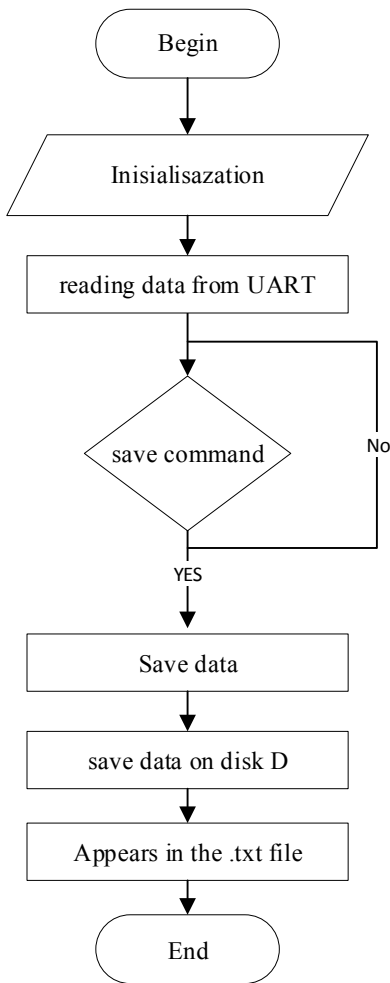 Begin
Inisialisazation
reading data from UART
save command
No
YES
Save data
save data on disk D
Appears in the .txt file
End